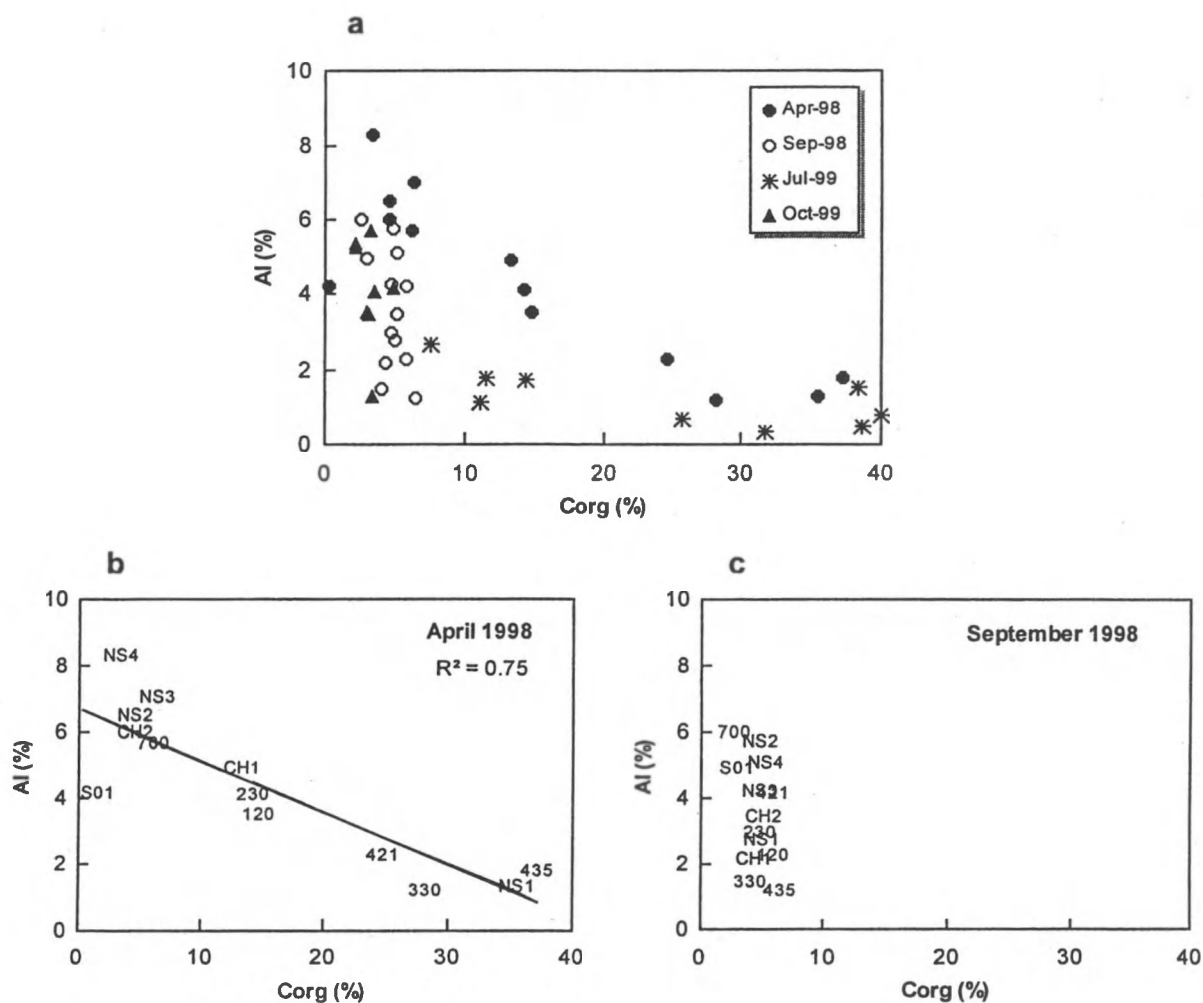 a
10
8
6
4
2
0
Al (%)
0 10 20 30 40
Corg (%)
Apr-98
Sep-98
Jul-99
Oct-99
b
10
8
6
4
2
0
Al (%)
April 1998
R² = 0.75
NS4
NS3
NS2
CH2
700
S01
CH1
230
120
421
435
330
NS1
0 10 20 30 40
Corg (%)
c
10
8
6
4
2
0
Al (%)
September 1998
700
NS2
S01
NS4
NS3
421
CH2
230
NS1
CH1
120
330
435
0 10 20 30 40
Corg (%)